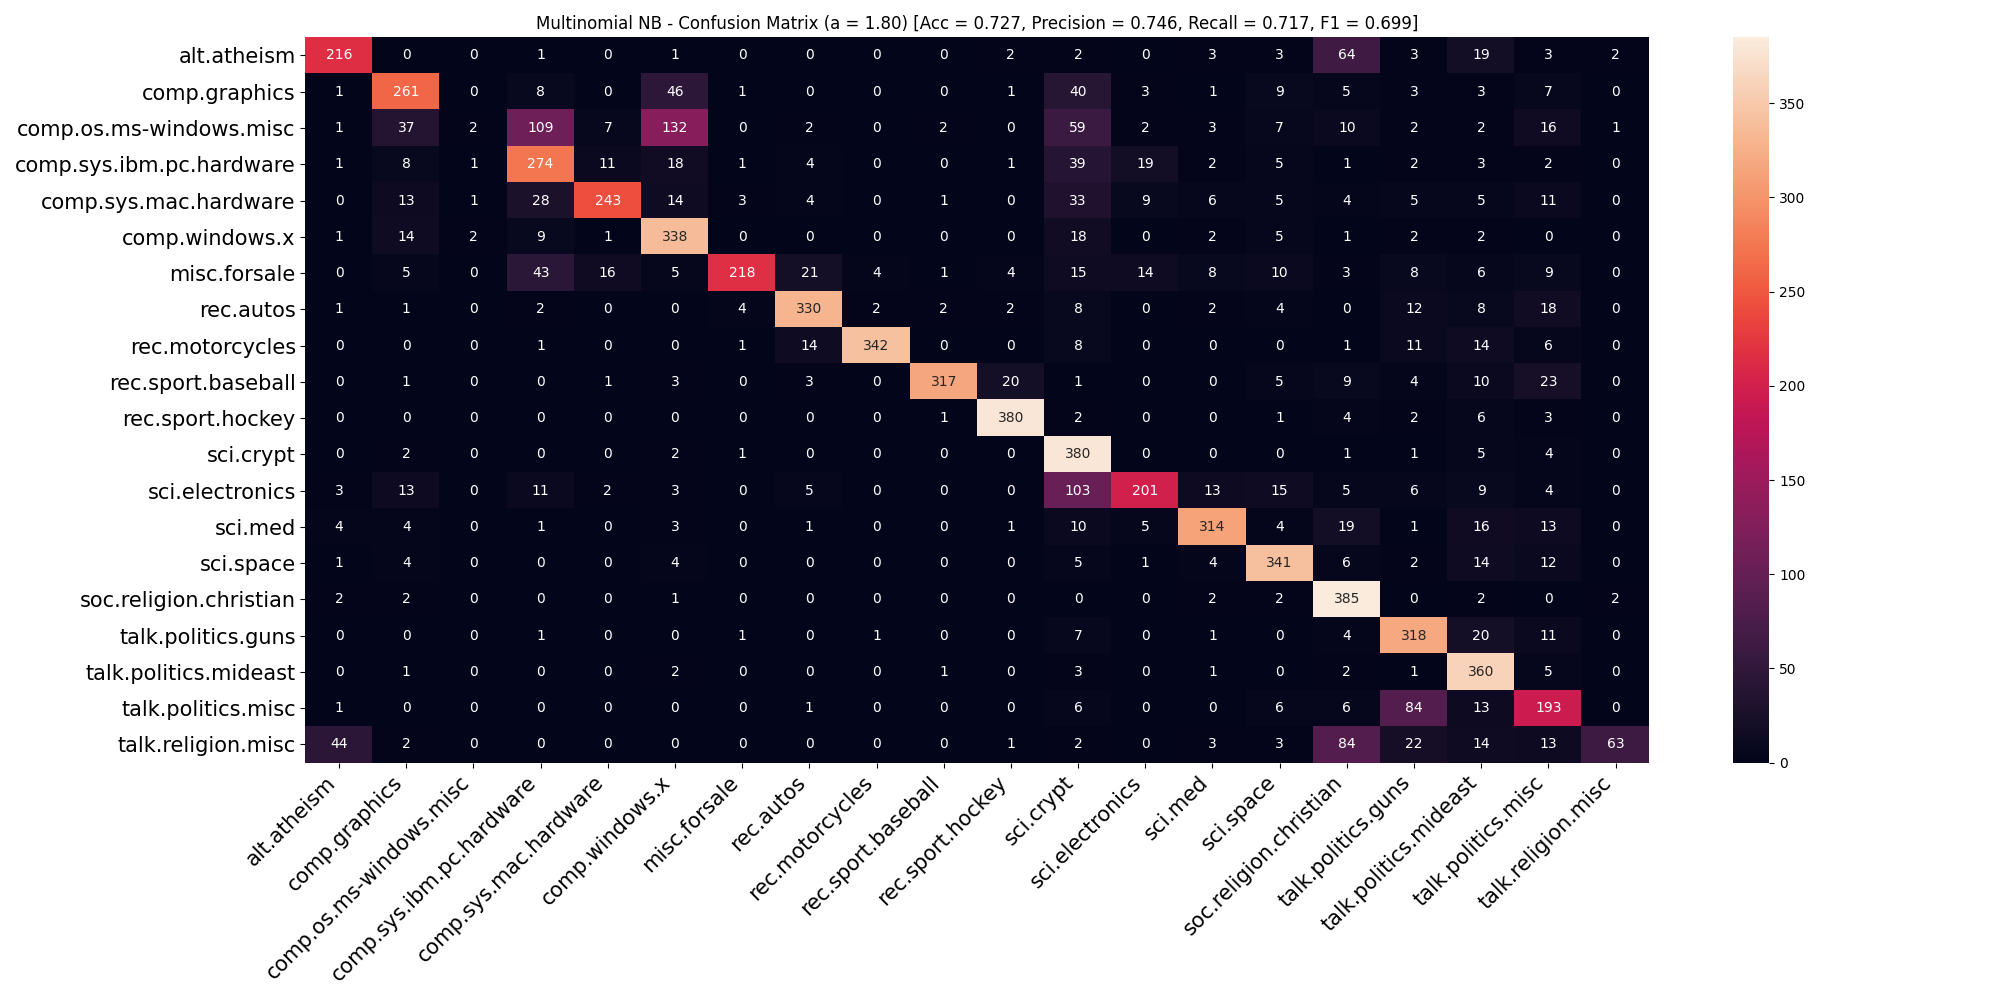 Multinomial NB - Confusion Matrix (a = 1.80) [Acc = 0.727, Precision = 0.746, Recall = 0.717, F1 = 0.699]
alt.atheism 216 0 0 1 0 1 0 0 0 0 2 2 0 3 3 64 3 19 3 2
comp.graphics 1 261 0 8 0 46 1 0 0 0 1 40 3 1 9 5 3 3 7 0
comp.os.ms-windows.misc 1 37 2 109 7 132 0 2 0 2 0 59 2 3 7 10 2 2 16 1
comp.sys.ibm.pc.hardware 1 8 1 274 11 18 1 4 0 0 1 39 19 2 5 1 2 3 2 0
comp.sys.mac.hardware 0 13 1 28 243 14 3 4 0 1 0 33 9 6 5 4 5 5 11 0
comp.windows.x 1 14 2 9 1 338 0 0 0 0 0 18 0 2 5 1 2 2 0 0
misc.forsale 0 5 0 43 16 5 218 21 4 1 4 15 14 8 10 3 8 6 9 0
rec.autos 1 1 0 2 0 0 4 330 2 2 2 8 0 2 4 0 12 8 18 0
rec.motorcycles 0 0 0 1 0 0 1 14 342 0 0 8 0 0 0 1 11 14 6 0
rec.sport.baseball 0 1 0 0 1 3 0 3 0 317 20 1 0 0 5 9 4 10 23 0
rec.sport.hockey 0 0 0 0 0 0 0 0 0 1 380 2 0 0 1 4 2 6 3 0
sci.crypt 0 2 0 0 0 2 1 0 0 0 0 380 0 0 0 1 1 5 4 0
sci.electronics 3 13 0 11 2 3 0 5 0 0 0 103 201 13 15 5 6 9 4 0
sci.med 4 4 0 1 0 3 0 1 0 0 1 10 5 314 4 19 1 16 13 0
sci.space 1 4 0 0 0 4 0 0 0 0 0 5 1 4 341 6 2 14 12 0
soc.religion.christian 2 2 0 0 0 1 0 0 0 0 0 0 0 2 2 385 0 2 0 2
talk.politics.guns 0 0 0 1 0 0 1 0 1 0 0 7 0 1 0 4 318 20 11 0
talk.politics.mideast 0 1 0 0 0 2 0 0 0 1 0 3 0 1 0 2 1 360 5 0
talk.politics.misc 1 0 0 0 0 0 0 1 0 0 0 6 0 0 6 6 84 13 193 0
talk.religion.misc 44 2 0 0 0 0 0 0 0 0 1 2 0 3 3 84 22 14 13 63
alt.atheism
comp.graphics
comp.os.ms-windows.misc
comp.sys.ibm.pc.hardware
comp.sys.mac.hardware
comp.windows.x
misc.forsale
rec.autos
rec.motorcycles
rec.sport.baseball
rec.sport.hockey
sci.crypt
sci.electronics
sci.med
sci.space
soc.religion.christian
talk.politics.guns
talk.politics.mideast
talk.politics.misc
talk.religion.misc
350
300
250
200
150
100
50
0